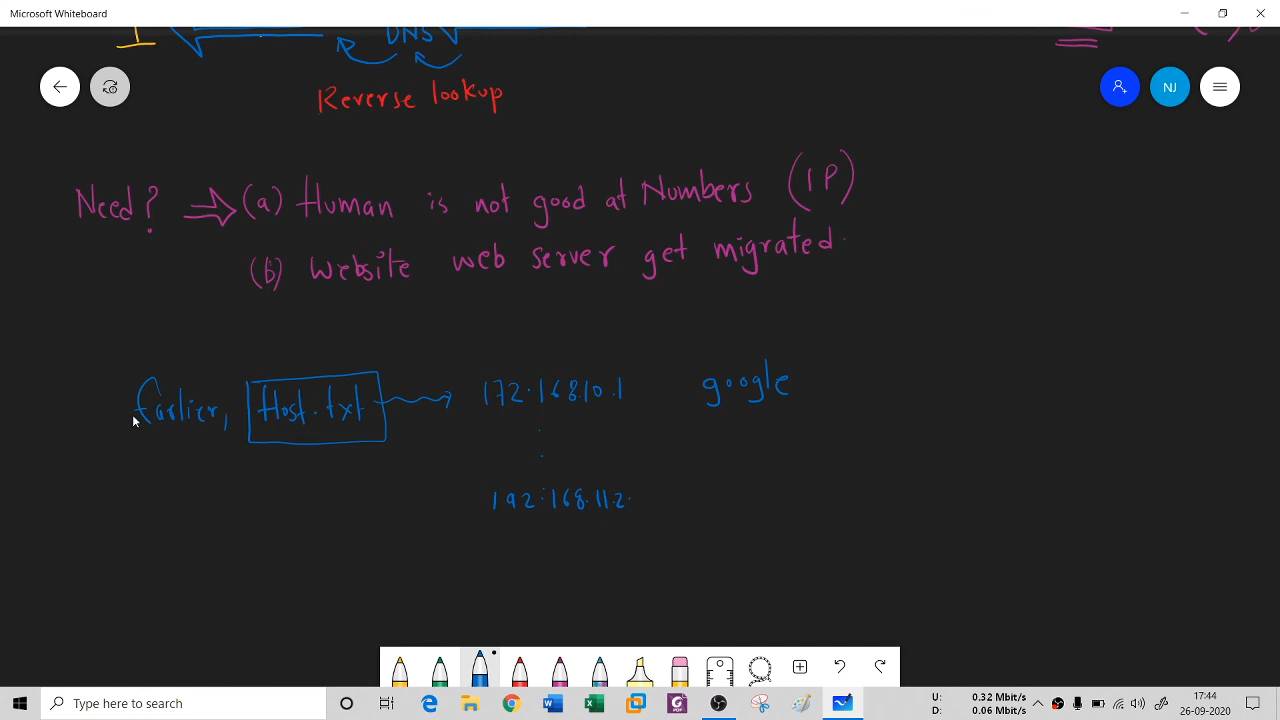 Microsoft Whiteboard
I
DNS
Reverse lookup
NJ
Need? ⇒ (a) Human is not good at Numbers (IP)
(b) Website web server get migrated.
Earlier, Host.txt → 172.168.10.1 google
192.168.11.2.
Type here to search
U: 0.32 Mbit/s
D: 0.06 Mbit/s
17:44
26-09-2020